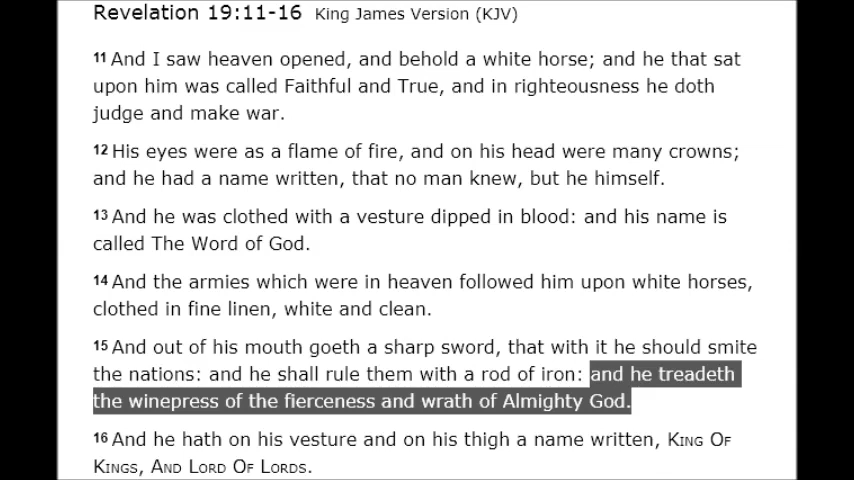 Revelation 19:11-16 King James Version (KJV)
11 And I saw heaven opened, and behold a white horse; and he that sat
upon him was called Faithful and True, and in righteousness he doth
judge and make war.
12 His eyes were as a flame of fire, and on his head were many crowns;
and he had a name written, that no man knew, but he himself.
13 And he was clothed with a vesture dipped in blood: and his name is
called The Word of God.
14 And the armies which were in heaven followed him upon white horses,
clothed in fine linen, white and clean.
15 And out of his mouth goeth a sharp sword, that with it he should smite
the nations: and he shall rule them with a rod of iron: and he treadeth
the winepress of the fierceness and wrath of Almighty God.
16 And he hath on his vesture and on his thigh a name written, King Of
Kings, And Lord Of Lords.